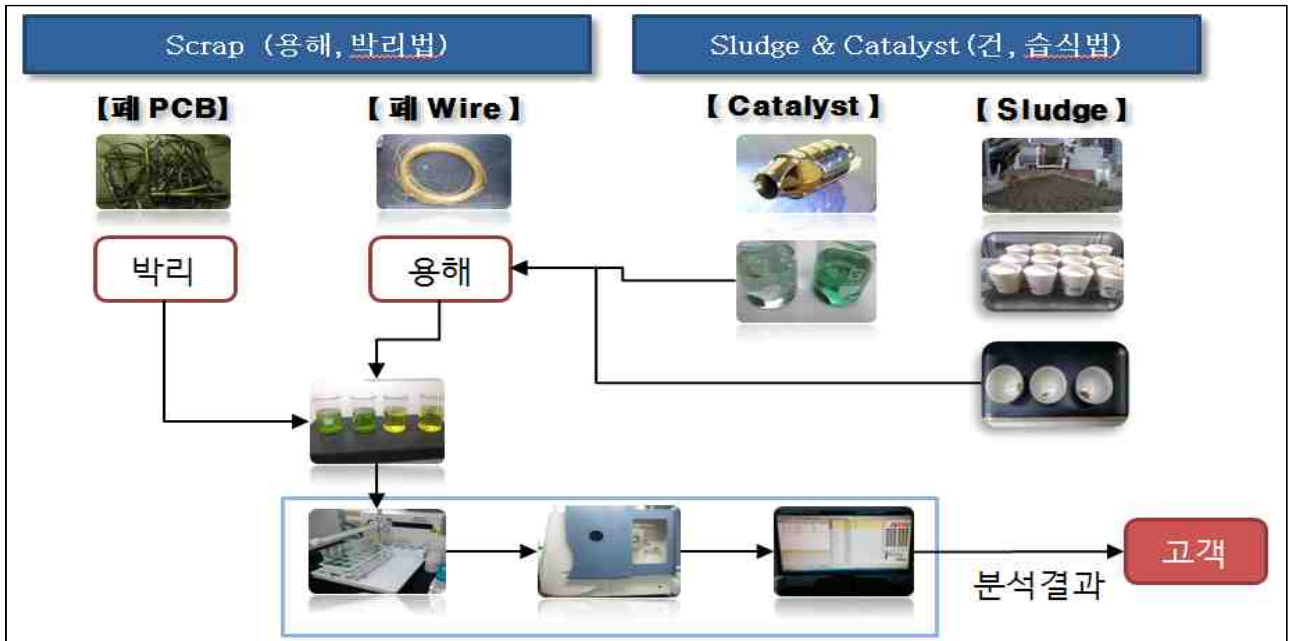 Scrap (용해, 박리법)
Sludge & Catalyst (건, 습식법)
【폐 PCB】
【 폐 Wire 】
【 Catalyst 】
【 Sludge 】
박리
용해
분석결과
고객